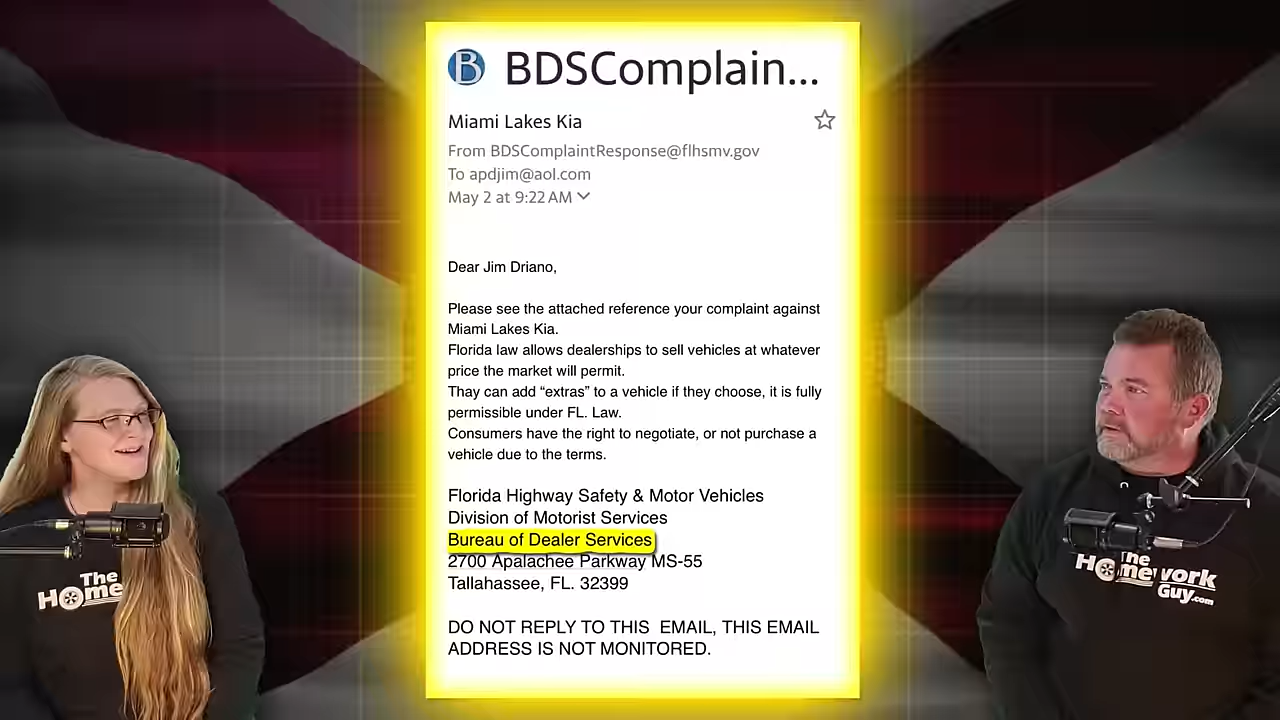 B BDSComplain...
Miami Lakes Kia
From BDSComplaintResponse@flhsmv.gov
To apdjim@aol.com
May 2 at 9:22 AM
Dear Jim Driano,
Please see the attached reference your complaint against
Miami Lakes Kia.
Florida law allows dealerships to sell vehicles at whatever
price the market will permit.
Thay can add “extras” to a vehicle if they choose, it is fully
permissible under FL. Law.
Consumers have the right to negotiate, or not purchase a
vehicle due to the terms.
Florida Highway Safety & Motor Vehicles
Division of Motorist Services
Bureau of Dealer Services
2700 Apalachee Parkway MS-55
Tallahassee, FL. 32399
DO NOT REPLY TO THIS  EMAIL, THIS EMAIL
ADDRESS IS NOT MONITORED.
The
Home
The
Homework
Guy.com